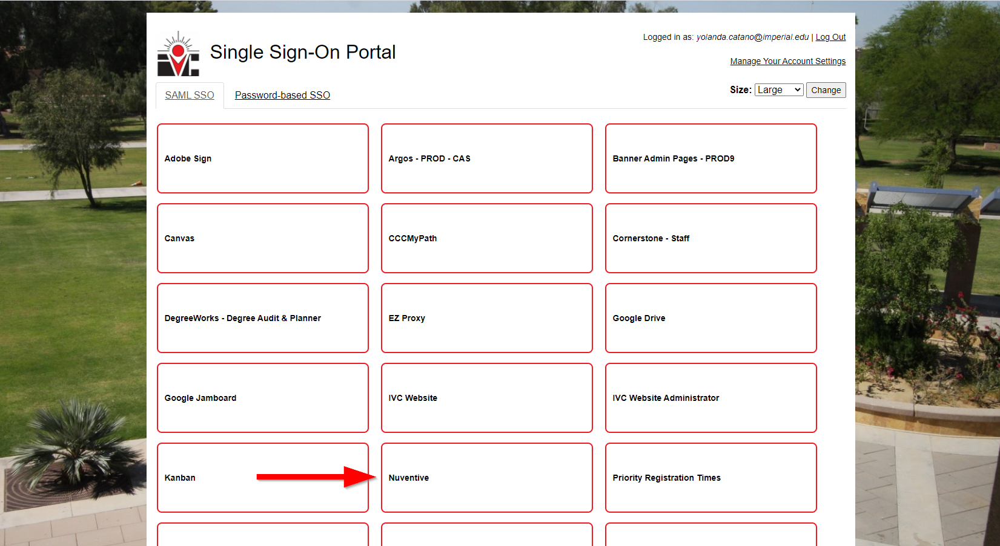 Logged in as: yolanda.catano@imperial.edu | Log Out
IVC
Single Sign-On Portal
Manage Your Account Settings
SAML SSO
Password-based SSO
Size: Large Change
Adobe Sign
Argos - PROD - CAS
Banner Admin Pages - PROD9
Canvas
CCCMyPath
Cornerstone - Staff
DegreeWorks - Degree Audit & Planner
EZ Proxy
Google Drive
Google Jamboard
IVC Website
IVC Website Administrator
Kanban
Nuventive
Priority Registration Times